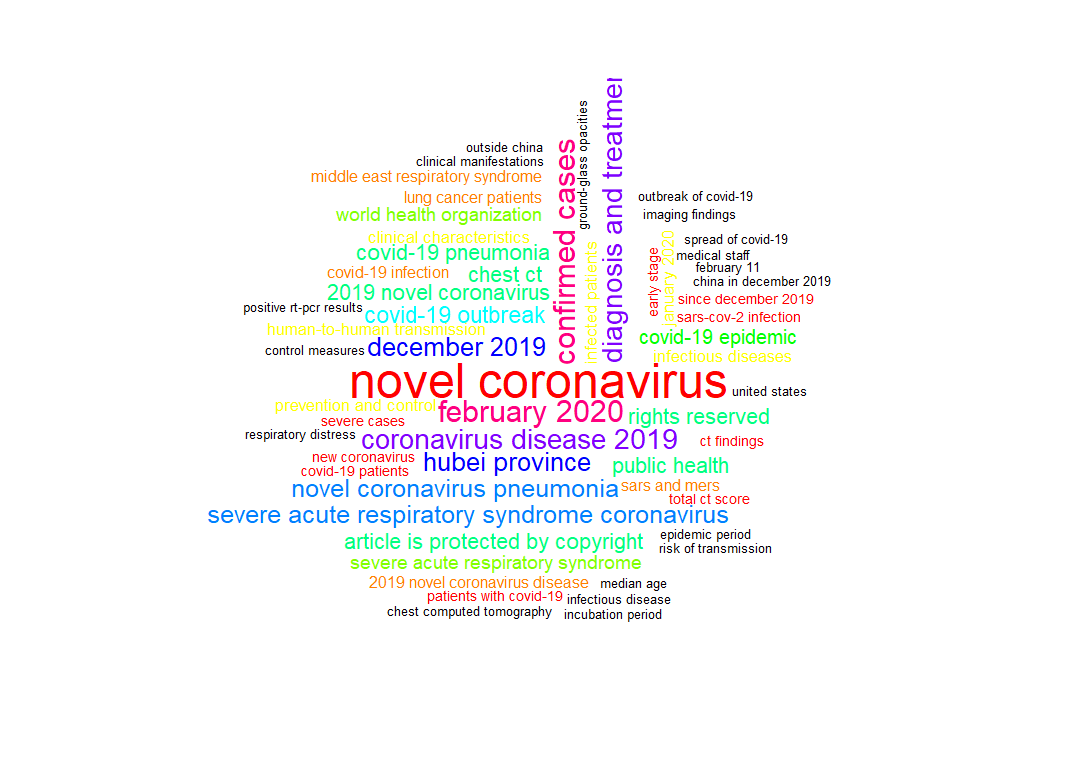 outside china
clinical manifestations
middle east respiratory syndrome
lung cancer patients
world health organization
clinical characteristics
covid-19 pneumonia
covid-19 infection
chest ct
2019 novel coronavirus
positive rt-pcr results
covid-19 outbreak
human-to-human transmission
control measures
december 2019
confirmed cases
ground-glass opacities
infected patients
diagnosis and treatmen
outbreak of covid-19
imaging findings
early stage
january 2020
spread of covid-19
medical staff
february 11
china in december 2019
since december 2019
sars-cov-2 infection
covid-19 epidemic
infectious diseases
novel coronavirus
united states
prevention and control
february 2020
rights reserved
severe cases
respiratory distress
coronavirus disease 2019
ct findings
new coronavirus
hubei province
public health
covid-19 patients
novel coronavirus pneumonia
sars and mers
total ct score
severe acute respiratory syndrome coronavirus
article is protected by copyright
epidemic period
risk of transmission
severe acute respiratory syndrome
2019 novel coronavirus disease
median age
patients with covid-19
infectious disease
chest computed tomography
incubation period